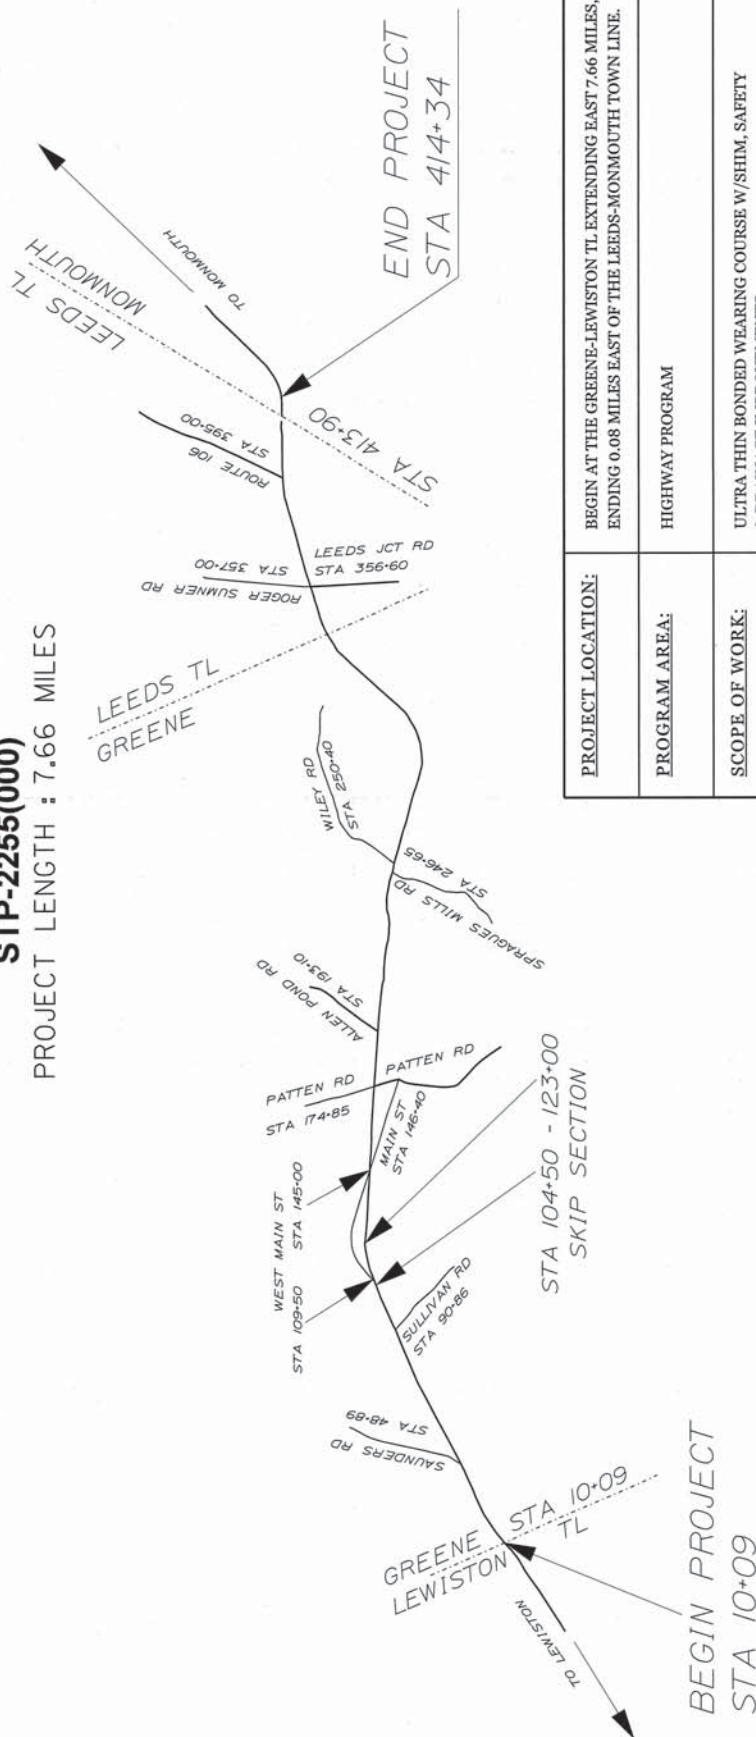 STP-2255(000)
PROJECT LENGTH : 7.66 MILES
LEEDS TL
MONMOUTH
TO MONMOUTH
END PROJECT
STA 414+34
STA 413+90
ROUTE 106
STA 395+00
ROGER SUMNER RD
STA 357+00
LEEDS JCT RD
STA 356+60
LEEDS TL
GREENE
WILEY RD
STA 250+40
SPRAGUES MILLS RD
STA 246+65
ALLEN POND RD
STA 193+10
PATTEN RD
STA 174+85
PATTEN RD
MAIN ST
STA 146+40
WEST MAIN ST
STA 109+50
STA 145+00
STA 104+50 - 123+00
SKIP SECTION
SULLIVAN RD
STA 90+86
SAUNDERS RD
STA 48+89
GREENE
LEWISTON
STA 10+09
TL
TO LEWISTON
BEGIN PROJECT
STA 10+09
PROJECT LOCATION:
BEGIN AT THE GREENE-LEWISTON TL EXTENDING EAST 7.66 MILES,
ENDING 0.08 MILES EAST OF THE LEEDS-MONMOUTH TOWN LINE.
PROGRAM AREA:
HIGHWAY PROGRAM
SCOPE OF WORK:
ULTRA THIN BONDED WEARING COURSE W/SHIM, SAFETY